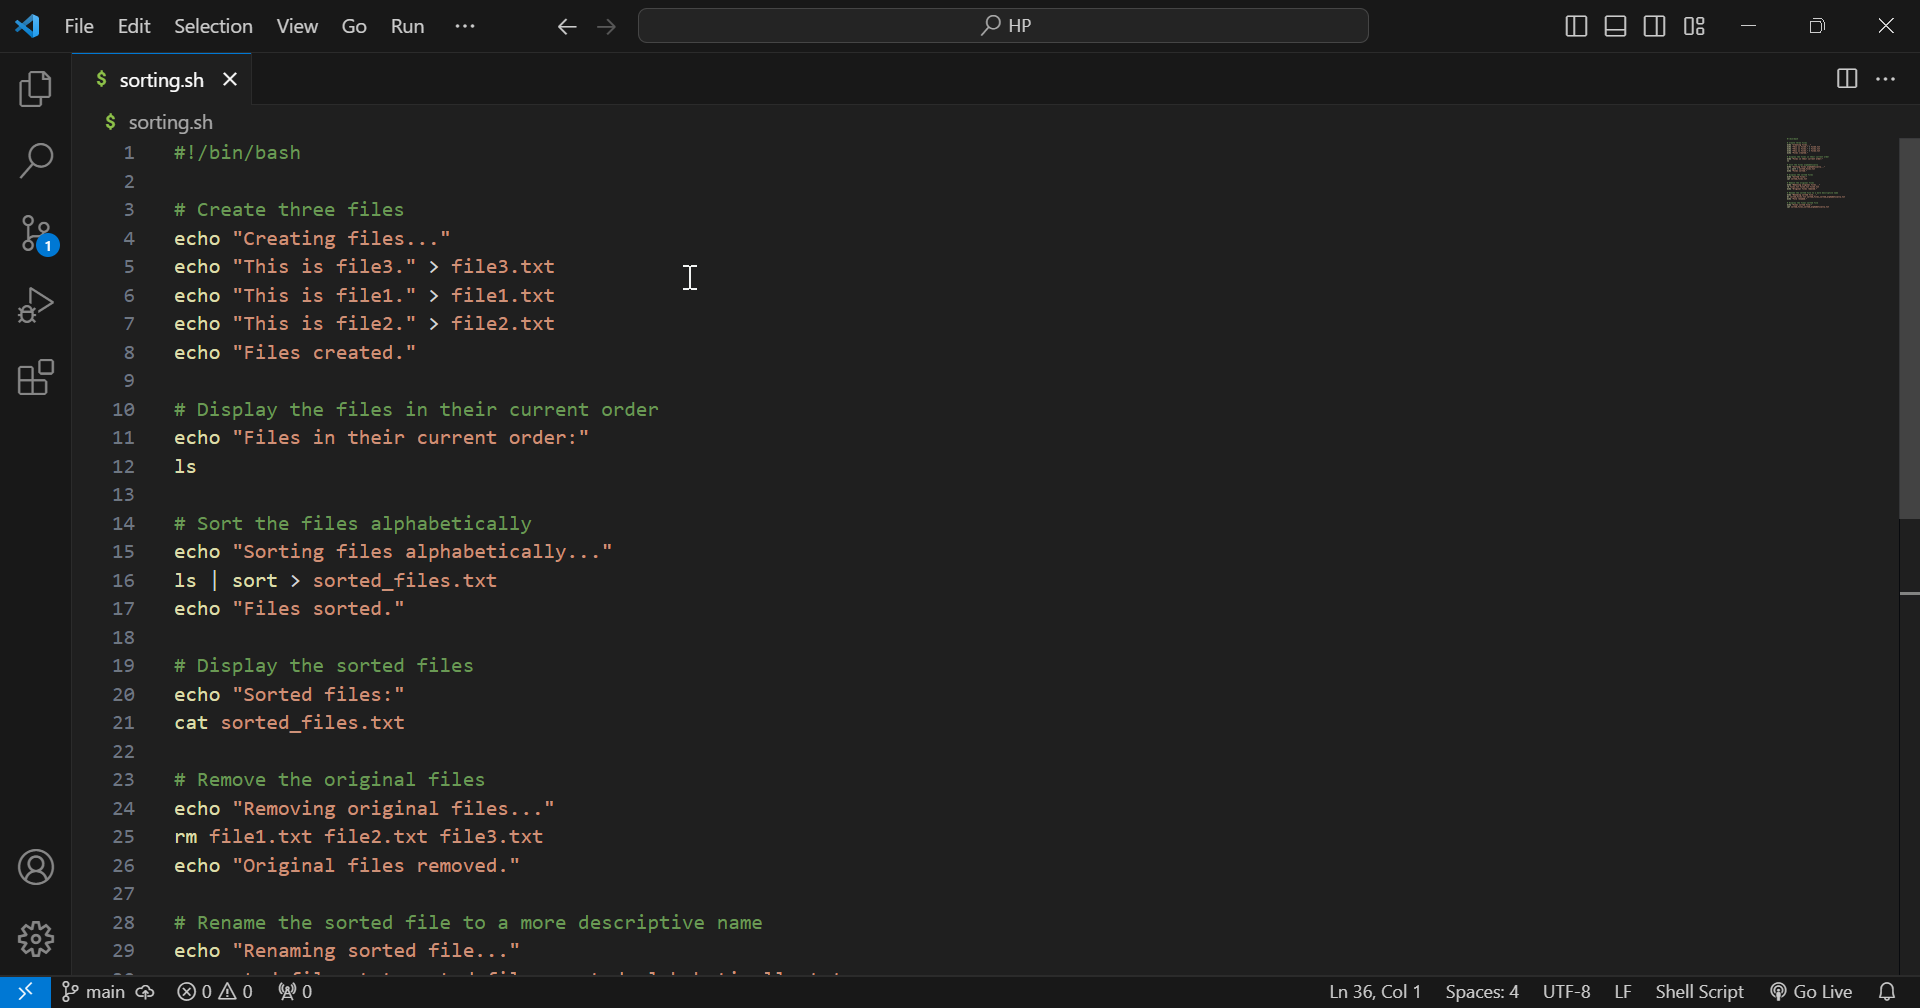 File Edit Selection View Go Run ··· HP
$ sorting.sh
$ sorting.sh
1 #!/bin/bash
2
3 # Create three files
4 echo "Creating files..."
5 echo "This is file3." > file3.txt
6 echo "This is file1." > file1.txt
7 echo "This is file2." > file2.txt
8 echo "Files created."
9
10 # Display the files in their current order
11 echo "Files in their current order:"
12 ls
13
14 # Sort the files alphabetically
15 echo "Sorting files alphabetically..."
16 ls | sort > sorted_files.txt
17 echo "Files sorted."
18
19 # Display the sorted files
20 echo "Sorted files:"
21 cat sorted_files.txt
22
23 # Remove the original files
24 echo "Removing original files..."
25 rm file1.txt file2.txt file3.txt
26 echo "Original files removed."
27
28 # Rename the sorted file to a more descriptive name
29 echo "Renaming sorted file..."
1
main 0 0 0 Ln 36, Col 1 Spaces: 4 UTF-8 LF Shell Script Go Live